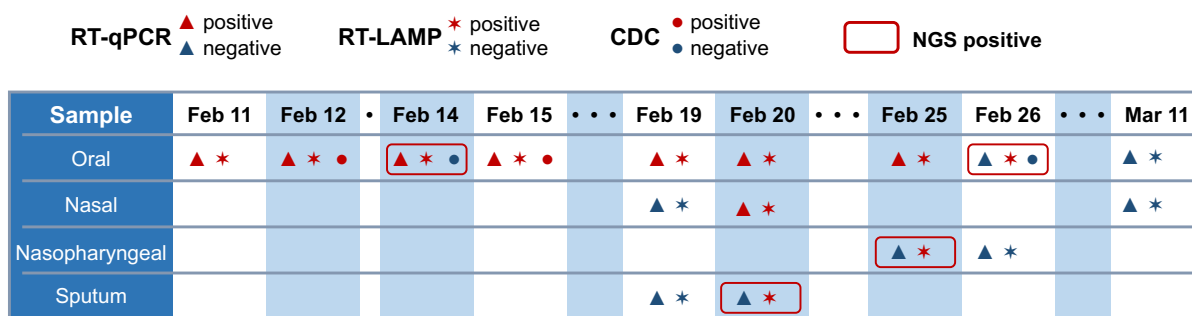 RT-qPCR ▲ positive ▲ negative RT-LAMP ✶ positive ✶ negative CDC ● positive ● negative NGS positive
Sample Feb 11 Feb 12 • Feb 14 Feb 15 • • • Feb 19 Feb 20 • • • Feb 25 Feb 26 • • • Mar 11
Oral
Nasal
Nasopharyngeal
Sputum